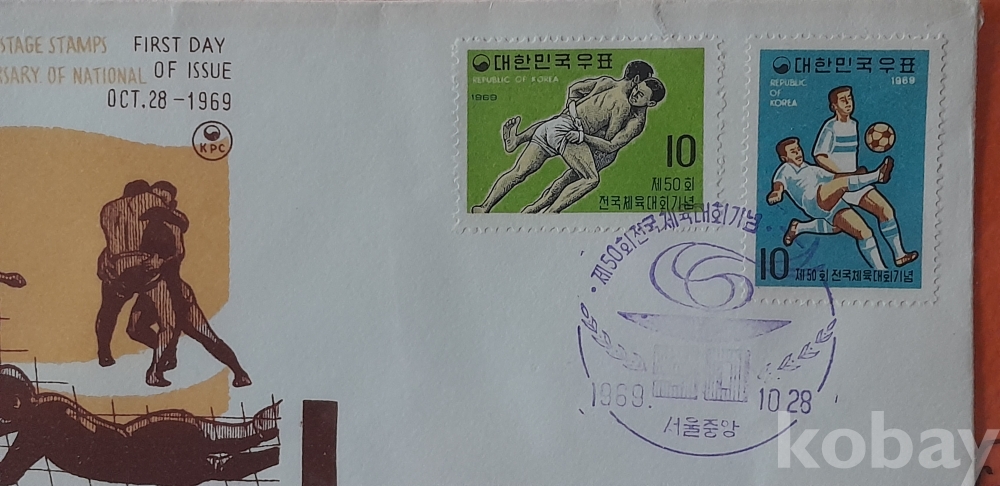 STAGE STAMPS FIRST DAY
RSARY OF NATIONAL OF ISSUE
OCT.28-1969
KPC
대한민국우표
REPUBLIC OF KOREA
1969
10
제50회
전국체육대회기념
대한민국우표
REPUBLIC OF KOREA 1969
10 제50회 전국체육대회기념
제50회전국체육대회기념
1969. 10 28
서울중앙
kobay